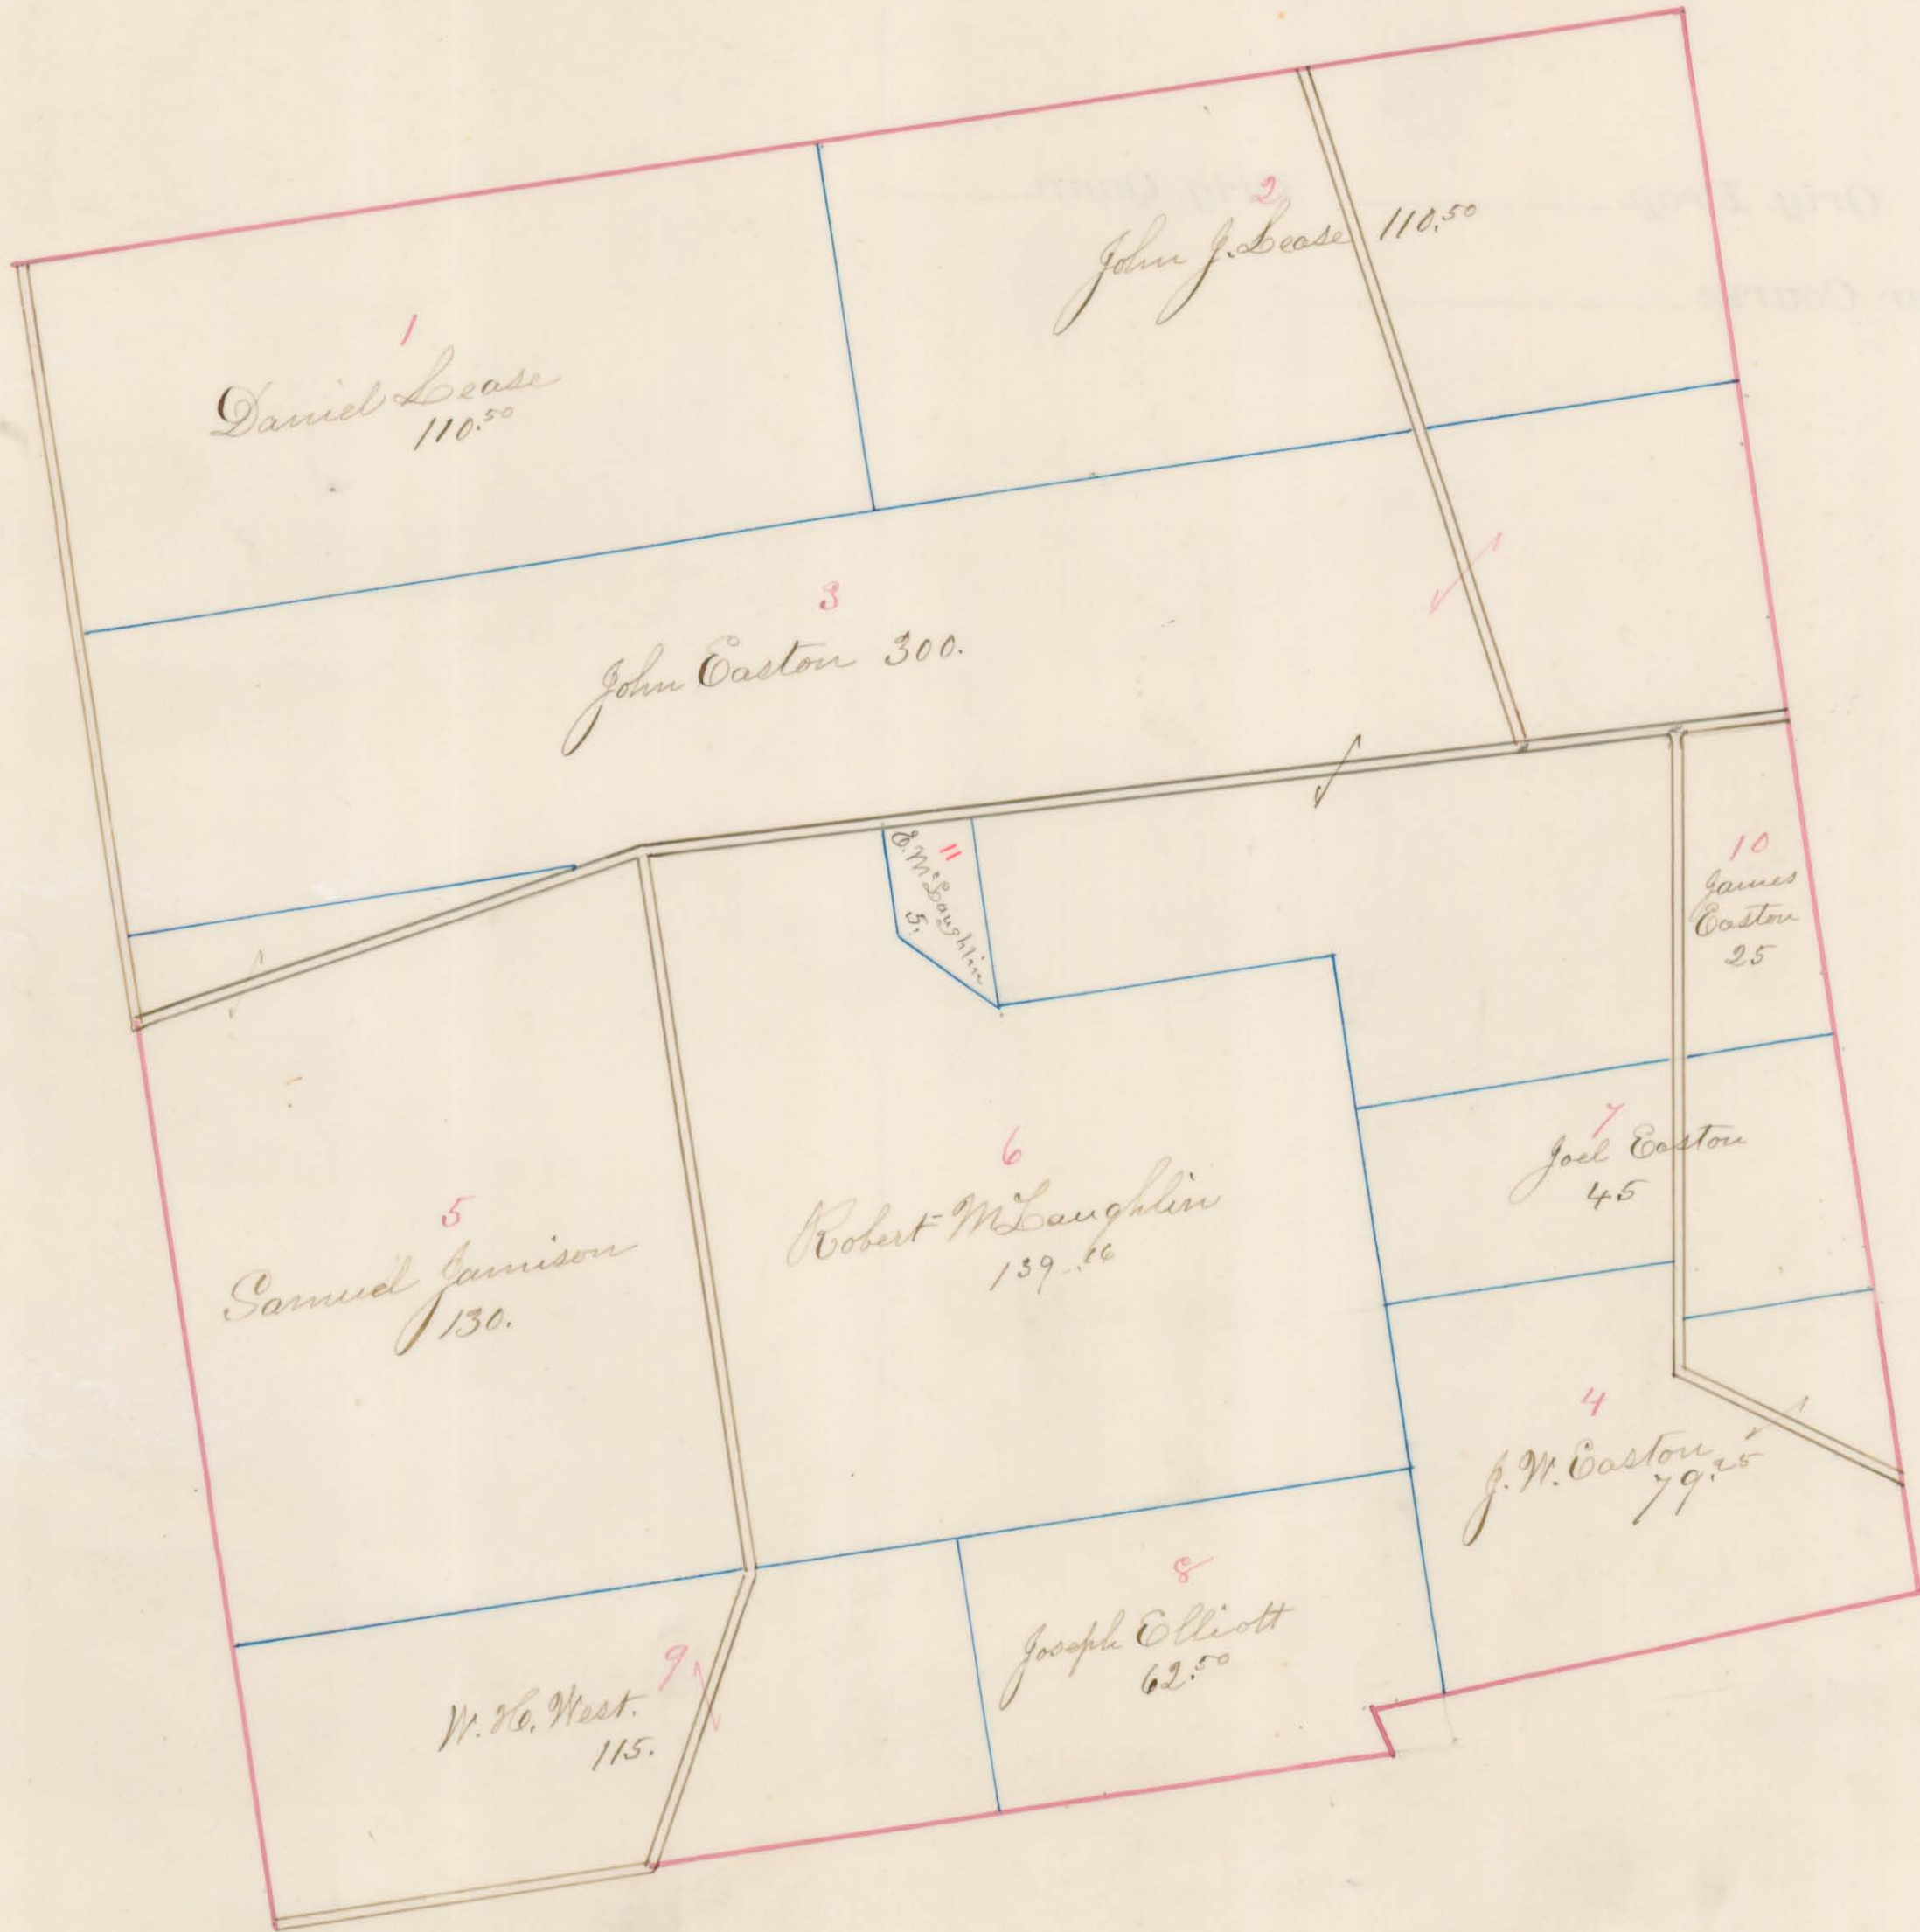 1
Daniel Lease
110.50
2
John J. Lease 110.50
3
John Easton 300.
11
E. McLaughlin
5.
10
James
Easton
25
7
Joel Easton
45
6
Robert McLaughlin
139.16
5
Samuel Jamison
130.
4
J. W. Easton
79.25
8
Joseph Elliott
62.50
9
W. H. West.
115.